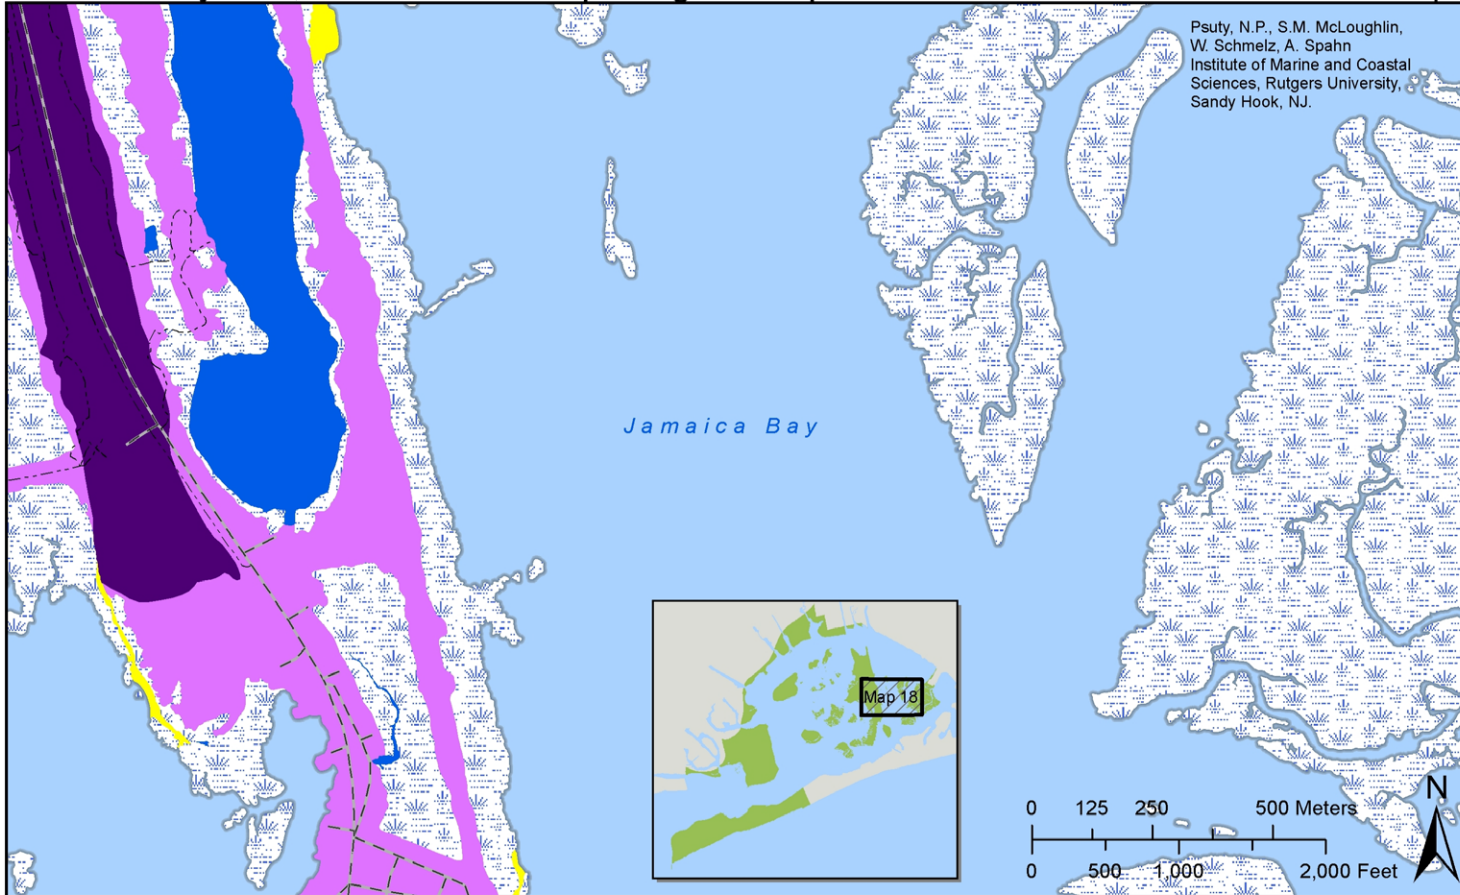 Psuty, N.P., S.M. McLoughlin,
W. Schmelz, A. Spahn
Institute of Marine and Coastal
Sciences, Rutgers University,
Sandy Hook, NJ.
Jamaica Bay
Map 18
N
0 125 250 500 Meters
0 500 1,000 2,000 Feet